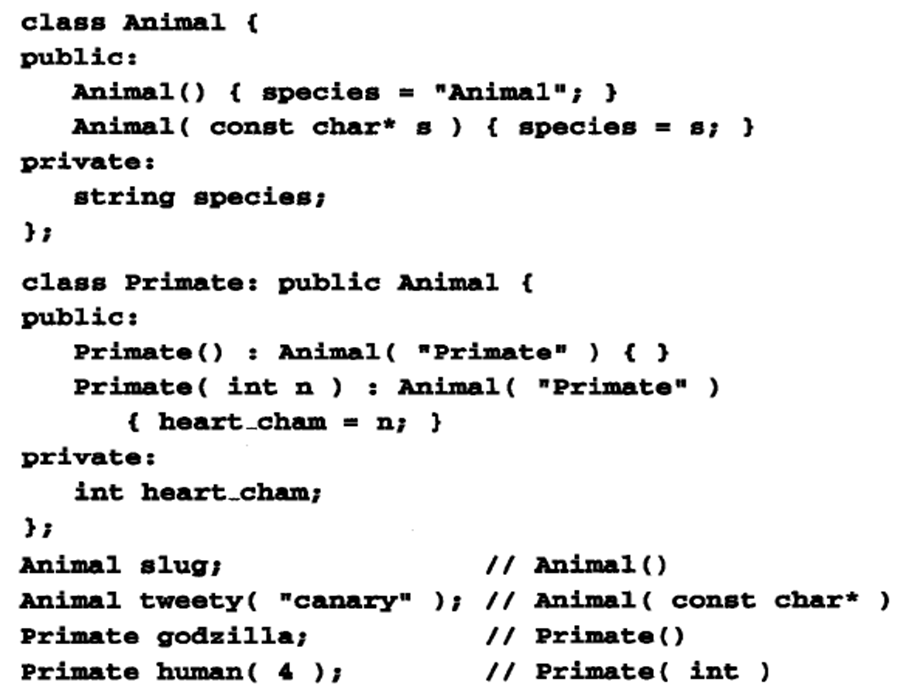 class Animal {
public:
Animal() { species = "Animal"; }
Animal( const char* s ) { species = s; }
private:
string species;
};
class Primate: public Animal {
public:
Primate() : Animal( "Primate" ) { }
Primate( int n ) : Animal( "Primate" )
{ heart_cham = n; }
private:
int heart_cham;
};
Animal slug; // Animal()
Animal tweety( "canary" ); // Animal( const char* )
Primate godzilla; // Primate()
Primate human( 4 ); // Primate( int )